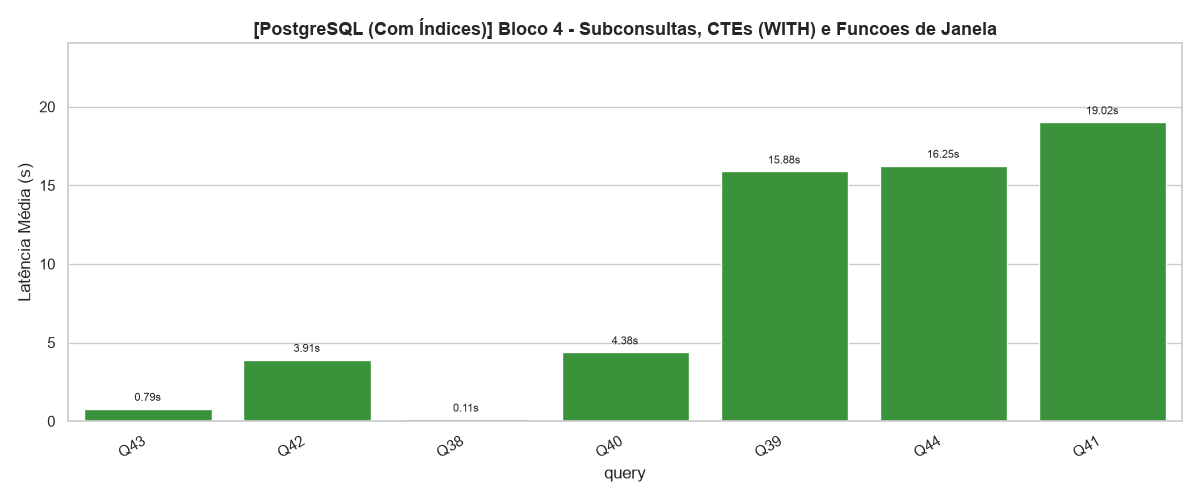 [PostgreSQL (Com Índices)] Bloco 4 - Subconsultas, CTEs (WITH) e Funcoes de Janela
Latência Média (s)
20
15
10
5
0
0.79s
3.91s
0.11s
4.38s
15.88s
16.25s
19.02s
Q43
Q42
Q38
Q40
Q39
Q44
Q41
query